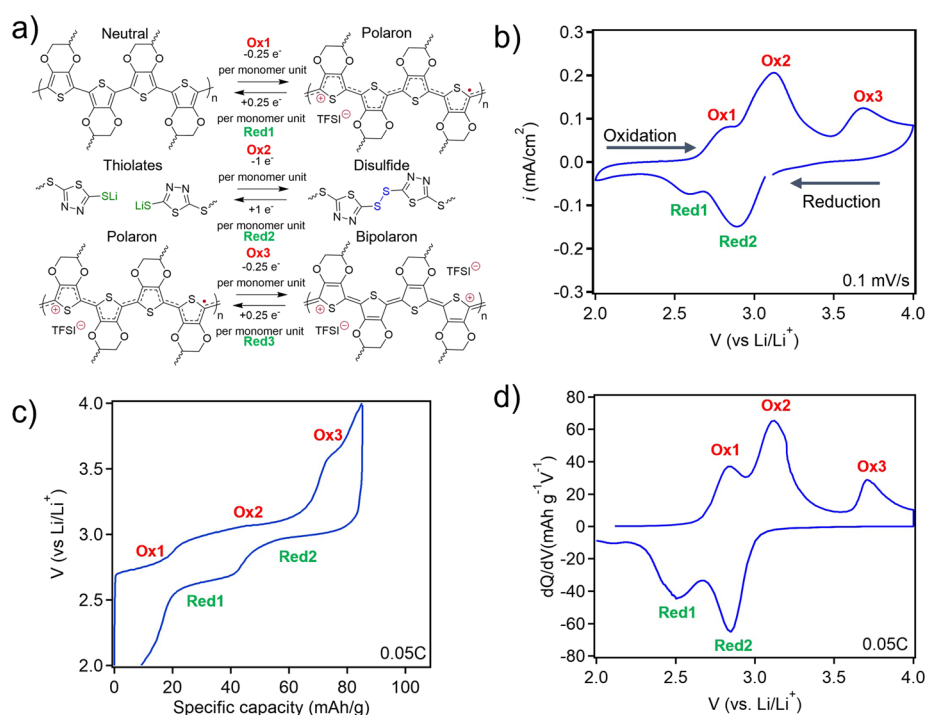 a)
Neutral
Ox1
-0.25 e-
per monomer unit
+0.25 e-
per monomer unit
Red1
Polaron
TFSI⊖
Thiolates
Ox2
-1 e-
per monomer unit
+1 e-
per monomer unit
Red2
Disulfide
SLi
LiS
Polaron
Ox3
-0.25 e-
per monomer unit
+0.25 e-
per monomer unit
Red3
Bipolaron
TFSI⊖
TFSI⊖
TFSI⊖
b)
0.3
0.2
0.1
0.0
-0.1
-0.2
-0.3
i (mA/cm²)
Ox1
Ox2
Ox3
Oxidation
Red1
Red2
Reduction
0.1 mV/s
2.0 2.5 3.0 3.5 4.0
V (vs Li/Li⁺)
c)
4.0
3.5
3.0
2.5
2.0
V (vs Li/Li⁺)
Ox1
Ox2
Ox3
Red1
Red2
0.05C
0 20 40 60 80 100
Specific capacity (mAh/g)
d)
80
60
40
20
0
-20
-40
-60
-80
dQ/dV(mAh g⁻¹V⁻¹)
Ox1
Ox2
Ox3
Red1
Red2
0.05C
2.0 2.5 3.0 3.5 4.0
V (vs. Li/Li⁺)